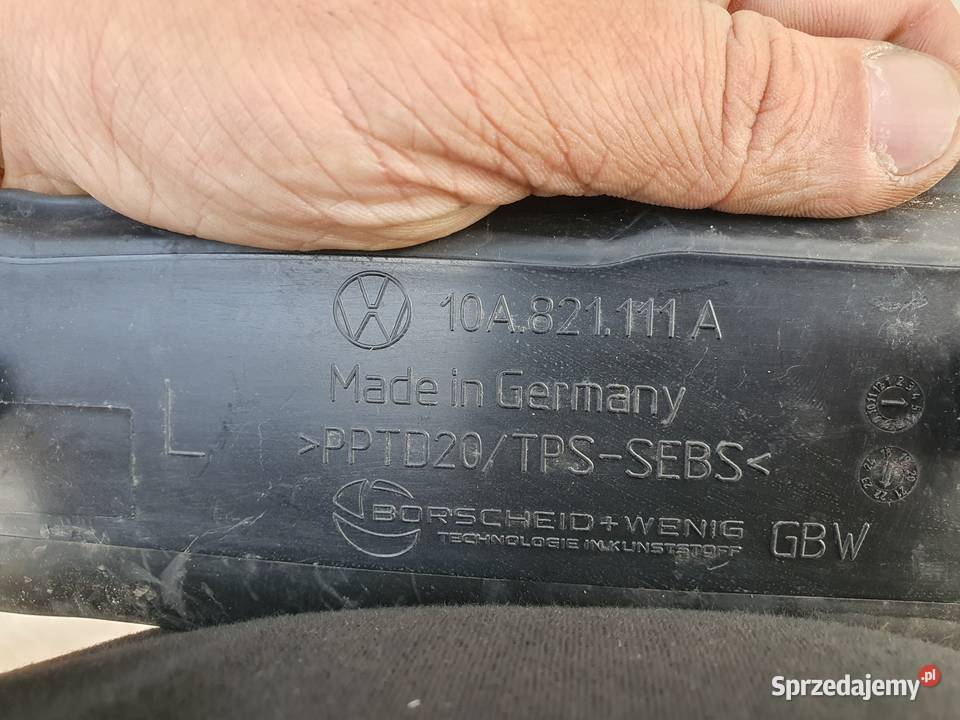 10A.821.111 A
Made in Germany
L
>PPTD20/TPS-SEBS<
BORSCHEID+WENIG
TECHNOLOGIE IN KUNSTSTOFF
GBW
Sprzedajemy.pl